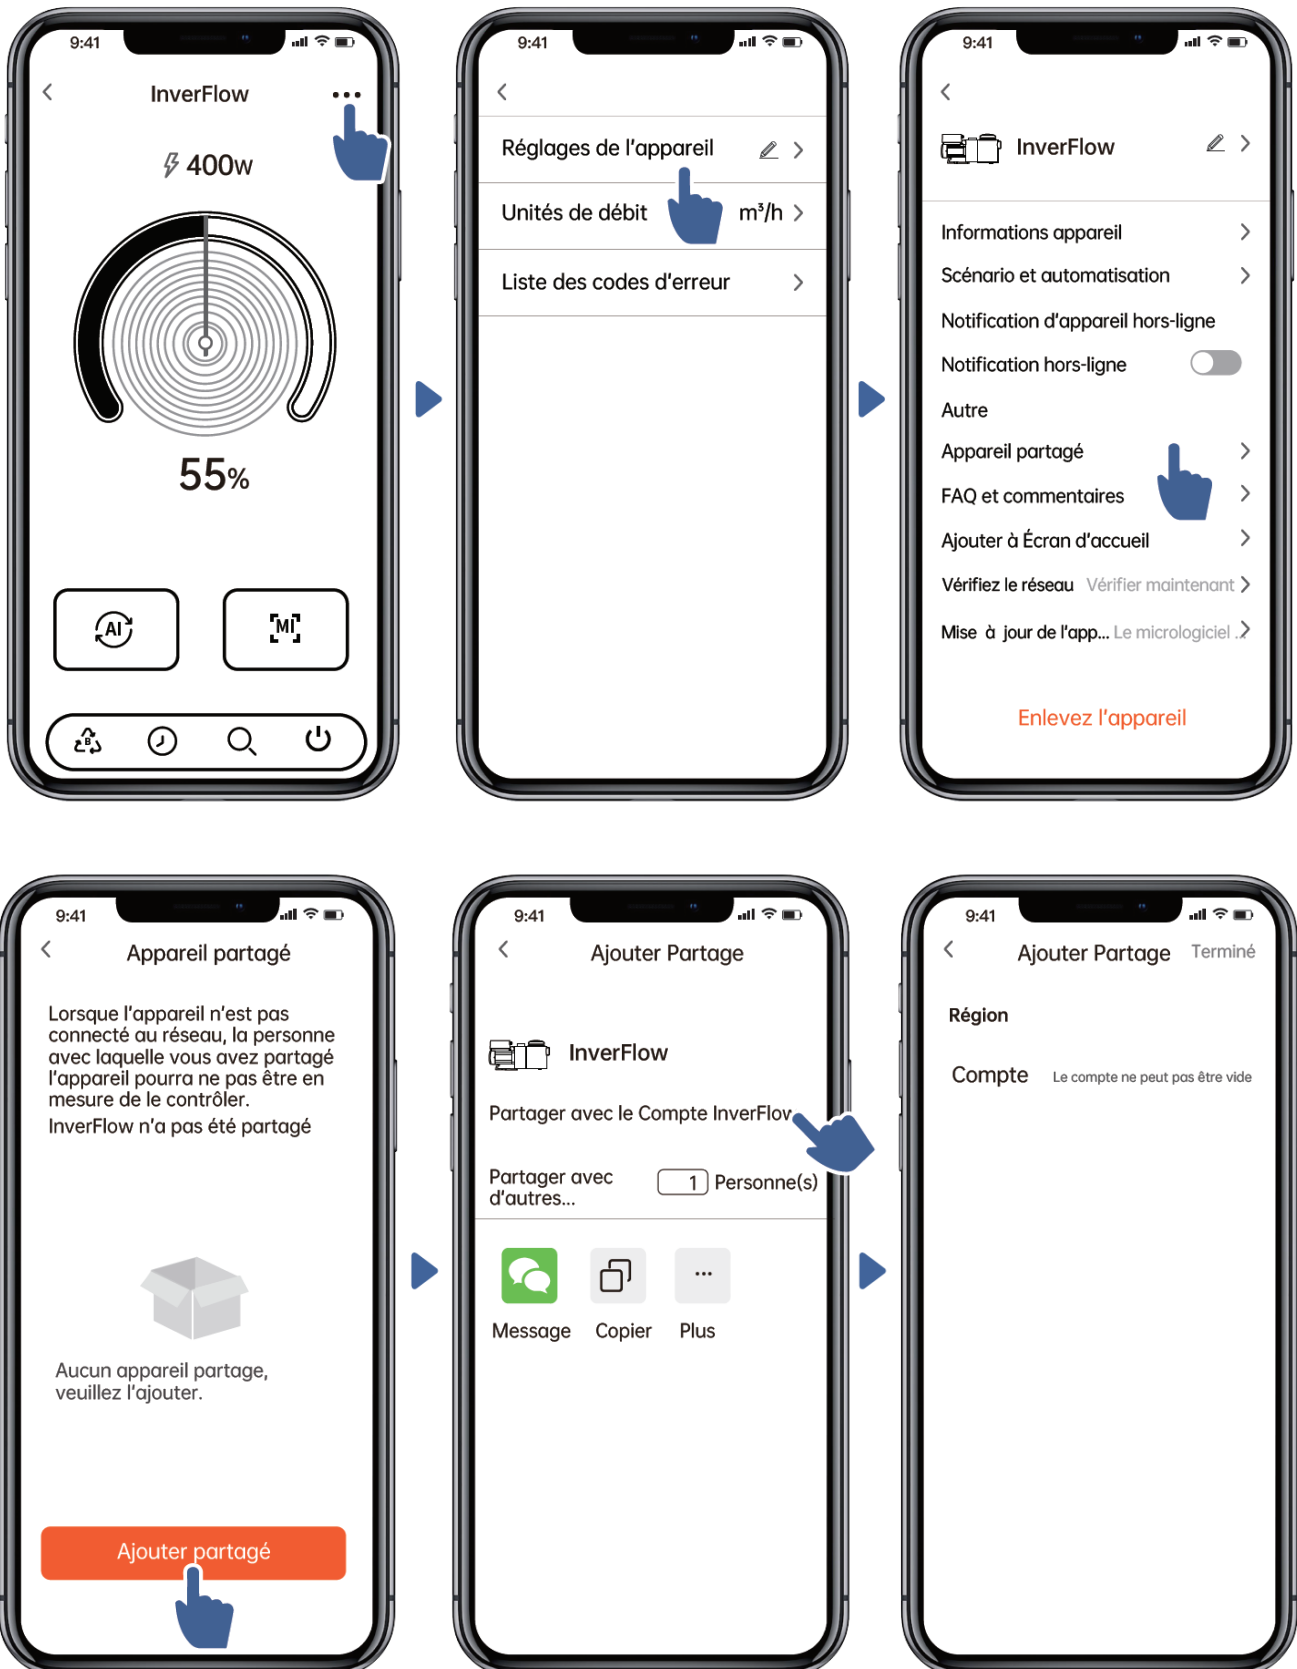 9:41
InverFlow
400W
55%
AI
MI
B
9:41
Réglages de l'appareil
Unités de débit m³/h
Liste des codes d'erreur
9:41
InverFlow
Informations appareil
Scénario et automatisation
Notification d'appareil hors-ligne
Notification hors-ligne
Autre
Appareil partagé
FAQ et commentaires
Ajouter à Écran d'accueil
Vérifiez le réseau Vérifier maintenant
Mise à jour de l'app... Le micrologiciel ..
Enlevez l'appareil
9:41
Appareil partagé
Lorsque l'appareil n'est pas
connecté au réseau, la personne
avec laquelle vous avez partagé
l'appareil pourra ne pas être en
mesure de le contrôler.
InverFlow n'a pas été partagé
Aucun appareil partage,
veuillez l'ajouter.
Ajouter partagé
9:41
Ajouter Partage
InverFlow
Partager avec le Compte InverFlow
Partager avec
d'autres...
1 Personne(s)
Message Copier Plus
9:41
Ajouter Partage Terminé
Région
Compte Le compte ne peut pas être vide